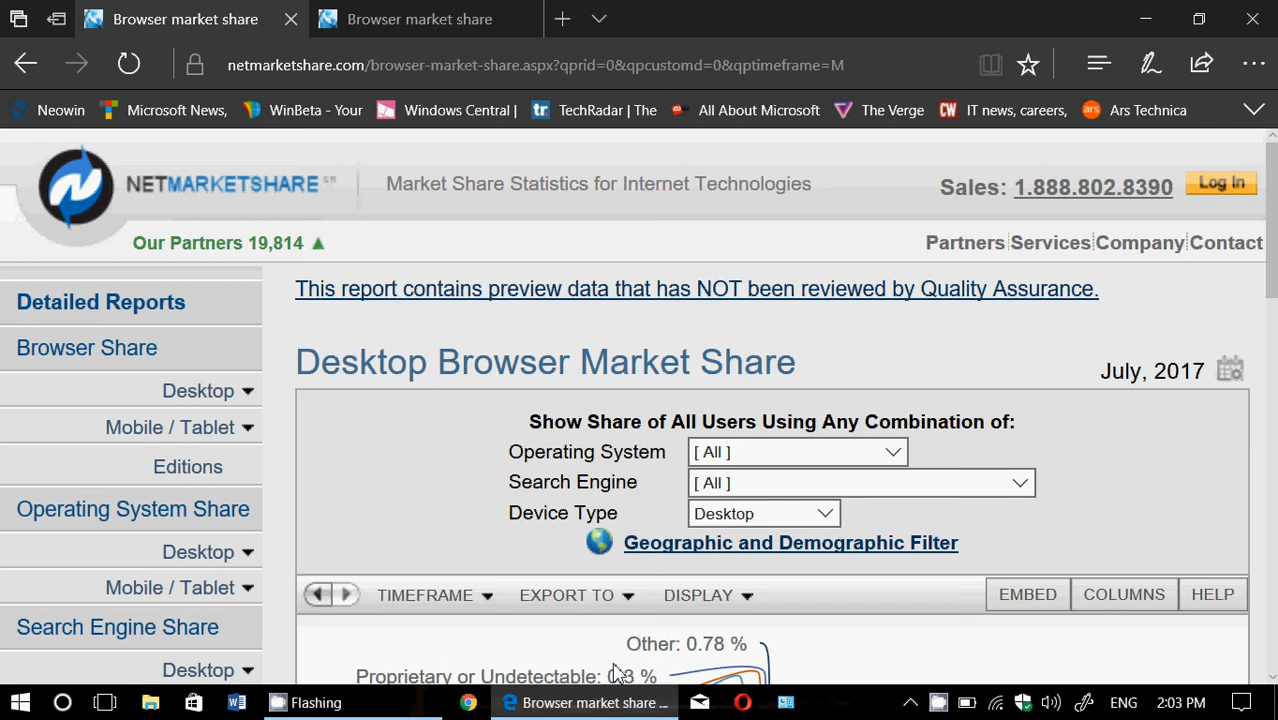 Browser market share
Browser market share
netmarketshare.com/browser-market-share.aspx?qprid=0&qpcustomd=0&qptimeframe=M
Neowin Microsoft News, WinBeta - Your Windows Central | TechRadar | The All About Microsoft The Verge IT news, careers, Ars Technica
NETMARKETSHARE SM Market Share Statistics for Internet Technologies Sales: 1.888.802.8390 Log In
Our Partners 19,814 ▲ Partners Services Company Contact
Detailed Reports
Browser Share
Desktop
Mobile / Tablet
Editions
Operating System Share
Desktop
Mobile / Tablet
Search Engine Share
Desktop
This report contains preview data that has NOT been reviewed by Quality Assurance.
Desktop Browser Market Share
July, 2017
Show Share of All Users Using Any Combination of:
Operating System [ All ]
Search Engine [ All ]
Device Type Desktop
Geographic and Demographic Filter
TIMEFRAME EXPORT TO DISPLAY EMBED COLUMNS HELP
Other: 0.78 %
Proprietary or Undetectable: %
Flashing Browser market share ... ENG 2:03 PM